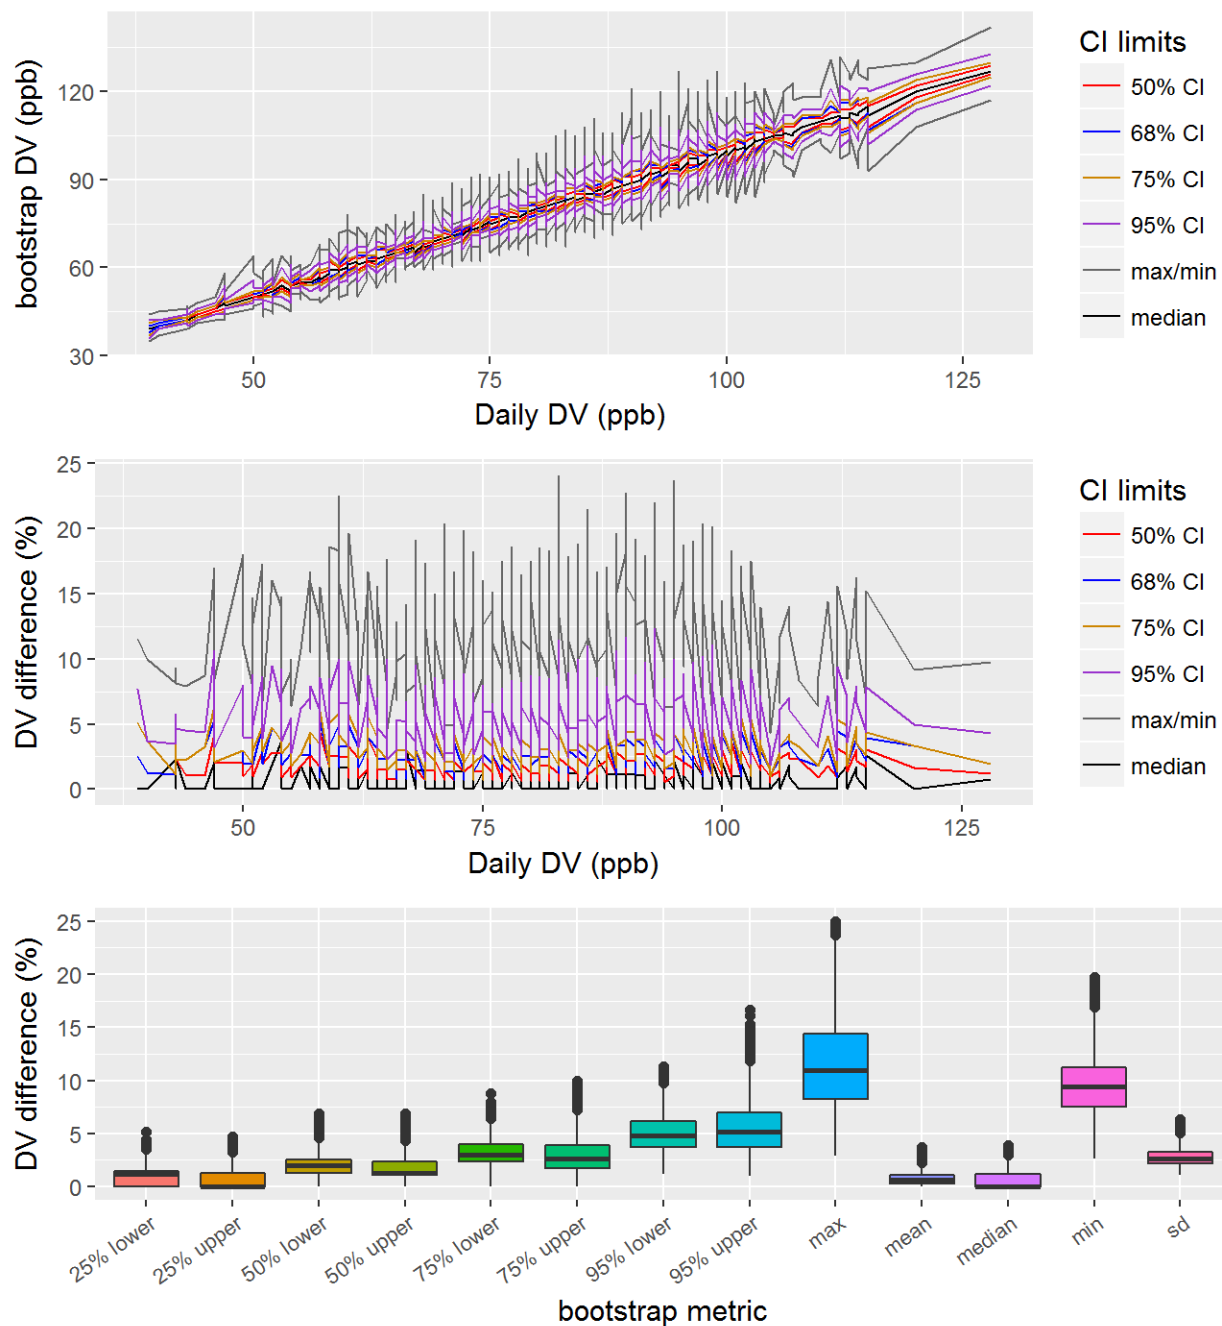 bootstrap DV (ppb)
120
90
60
30
50
75
100
125
Daily DV (ppb)
CI limits
50% CI
68% CI
75% CI
95% CI
max/min
median
DV difference (%)
25
20
15
10
5
0
50
75
100
125
Daily DV (ppb)
CI limits
50% CI
68% CI
75% CI
95% CI
max/min
median
DV difference (%)
25
20
15
10
5
0
25% lower
25% upper
50% lower
50% upper
75% lower
75% upper
95% lower
95% upper
max
mean
median
min
sd
bootstrap metric